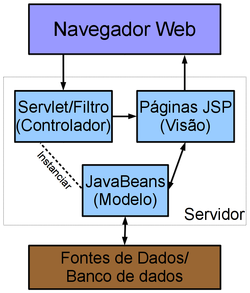 Navegador Web
Servlet/Filtro
(Controlador)
Páginas JSP
(Visão)
Instanciar
JavaBeans
(Modelo)
Servidor
Fontes de Dados/
Banco de dados